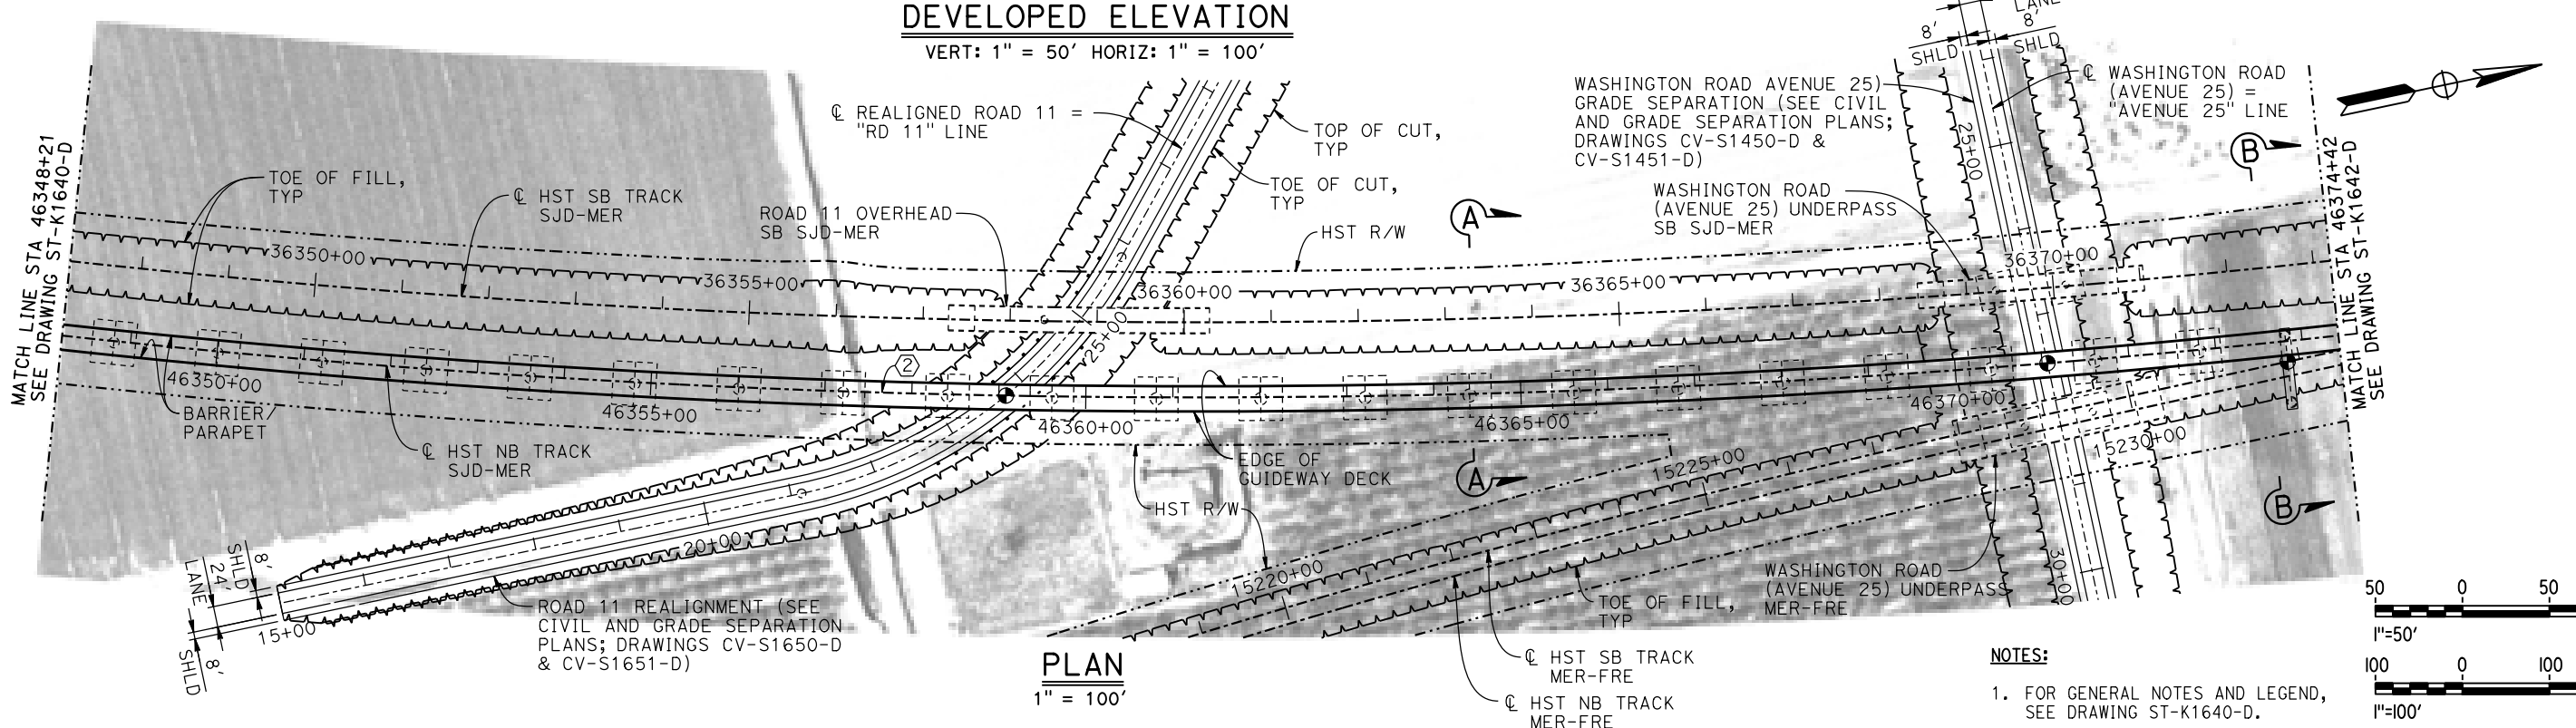 DEVELOPED ELEVATION
VERT: 1" = 50' HORIZ: 1" = 100'
MATCH LINE STA 46348+21
SEE DRAWING ST-K1640-D
TOE OF FILL,
TYP
℄ HST SB TRACK
SJD-MER
℄ REALIGNED ROAD 11 =
"RD 11" LINE
ROAD 11 OVERHEAD
SB SJD-MER
TOP OF CUT,
TYP
TOE OF CUT,
TYP
HST R/W
A
WASHINGTON ROAD AVENUE 25)
GRADE SEPARATION (SEE CIVIL
AND GRADE SEPARATION PLANS;
DRAWINGS CV-S1450-D &
CV-S1451-D)
WASHINGTON ROAD
(AVENUE 25) UNDERPASS
SB SJD-MER
LANE
8'
SHLD
8'
SHLD
℄ WASHINGTON ROAD
(AVENUE 25) =
"AVENUE 25" LINE
B
MATCH LINE STA 46374+42
SEE DRAWING ST-K1642-D
36350+00
36355+00
36360+00
36365+00
36370+00
25+00
25+00
46350+00
46355+00
46360+00
46365+00
46370+00
2
BARRIER/
PARAPET
℄ HST NB TRACK
SJD-MER
EDGE OF
GUIDEWAY DECK
A
HST R/W
15220+00
15225+00
15230+00
B
30+00
SHLD
8'
24'
LANE
8'
SHLD
15+00
20+00
ROAD 11 REALIGNMENT (SEE
CIVIL AND GRADE SEPARATION
PLANS; DRAWINGS CV-S1650-D
& CV-S1651-D)
TOE OF FILL,
TYP
WASHINGTON ROAD
(AVENUE 25) UNDERPASS
MER-FRE
℄ HST SB TRACK
MER-FRE
℄ HST NB TRACK
MER-FRE
PLAN
1" = 100'
NOTES:
1. FOR GENERAL NOTES AND LEGEND,
SEE DRAWING ST-K1640-D.
50 0 50
1"=50'
100 0 100
1"=100'